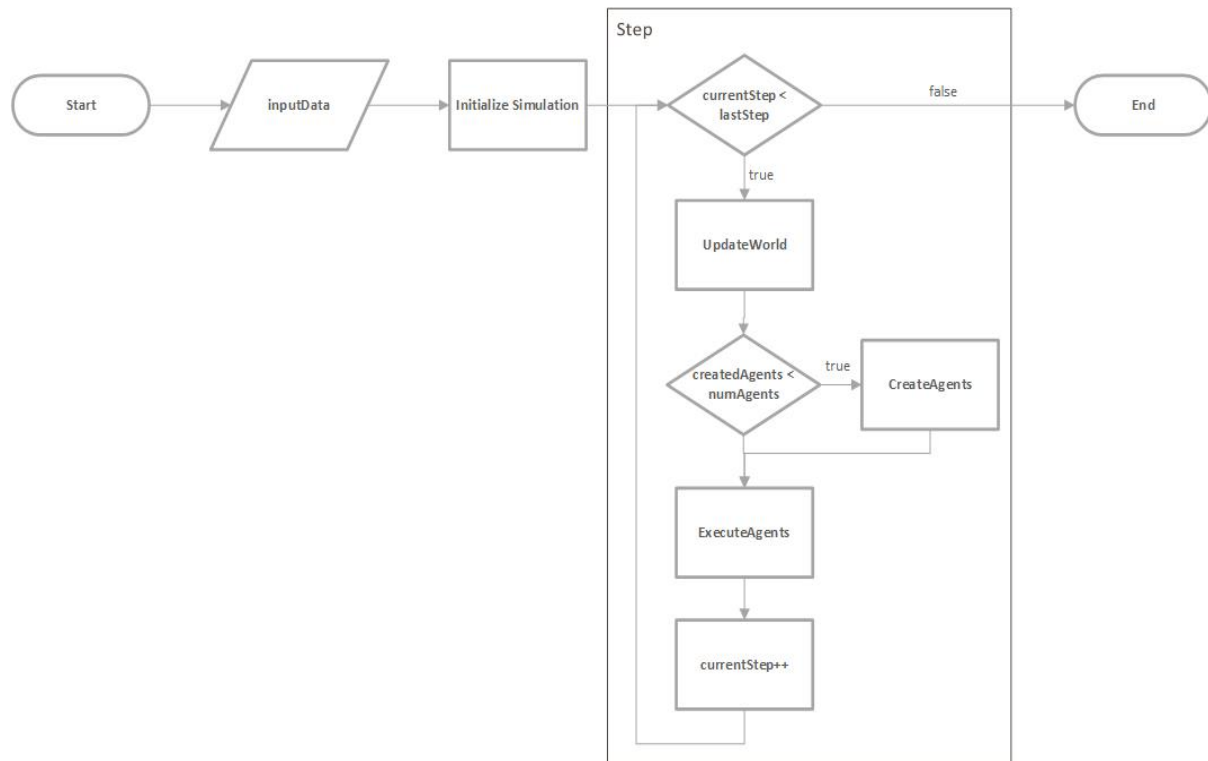 Step
Start
inputData
Initialize Simulation
currentStep <
lastStep
false
End
true
UpdateWorld
createdAgents <
numAgents
true
CreateAgents
ExecuteAgents
currentStep++